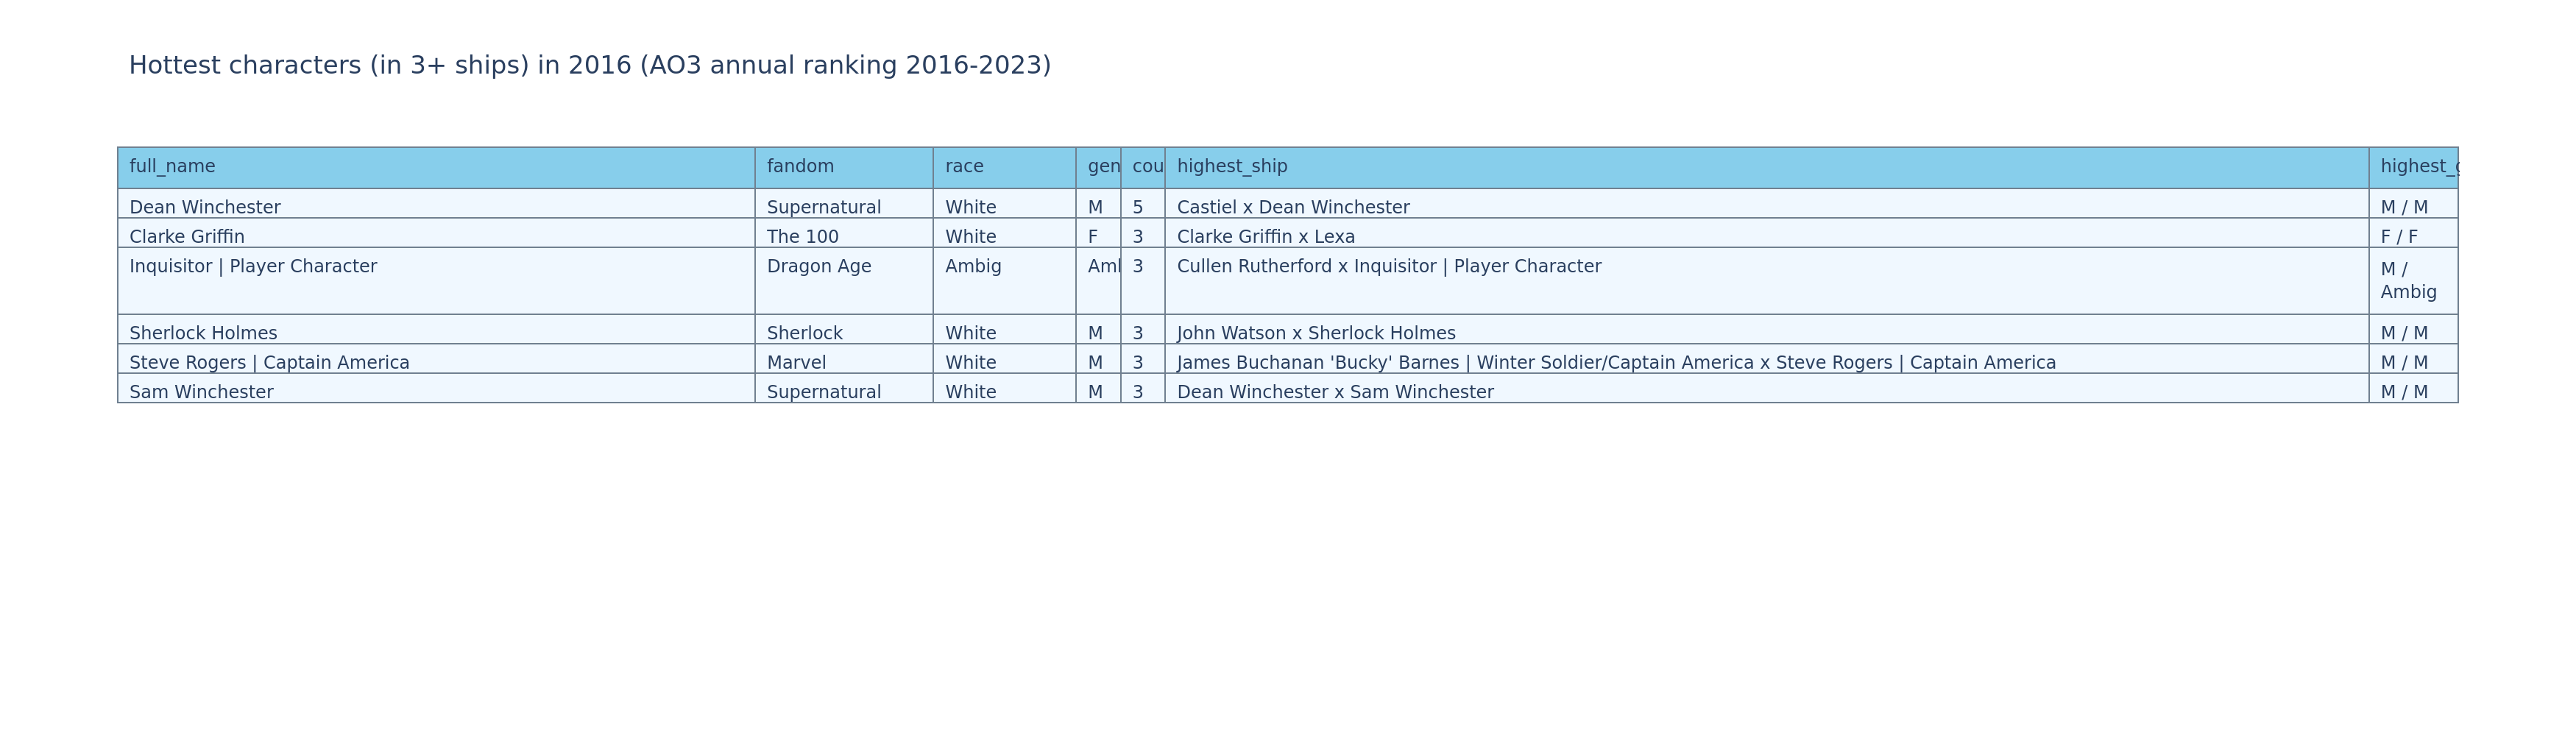 Hottest characters (in 3+ ships) in 2016 (AO3 annual ranking 2016-2023)
full_name fandom race gen cou highest_ship highest_g
Dean Winchester Supernatural White M 5 Castiel x Dean Winchester M / M
Clarke Griffin The 100 White F 3 Clarke Griffin x Lexa F / F
Inquisitor | Player Character Dragon Age Ambig Am 3 Cullen Rutherford x Inquisitor | Player Character M /
Ambig
Sherlock Holmes Sherlock White M 3 John Watson x Sherlock Holmes M / M
Steve Rogers | Captain America Marvel White M 3 James Buchanan 'Bucky' Barnes | Winter Soldier/Captain America x Steve Rogers | Captain America M / M
Sam Winchester Supernatural White M 3 Dean Winchester x Sam Winchester M / M